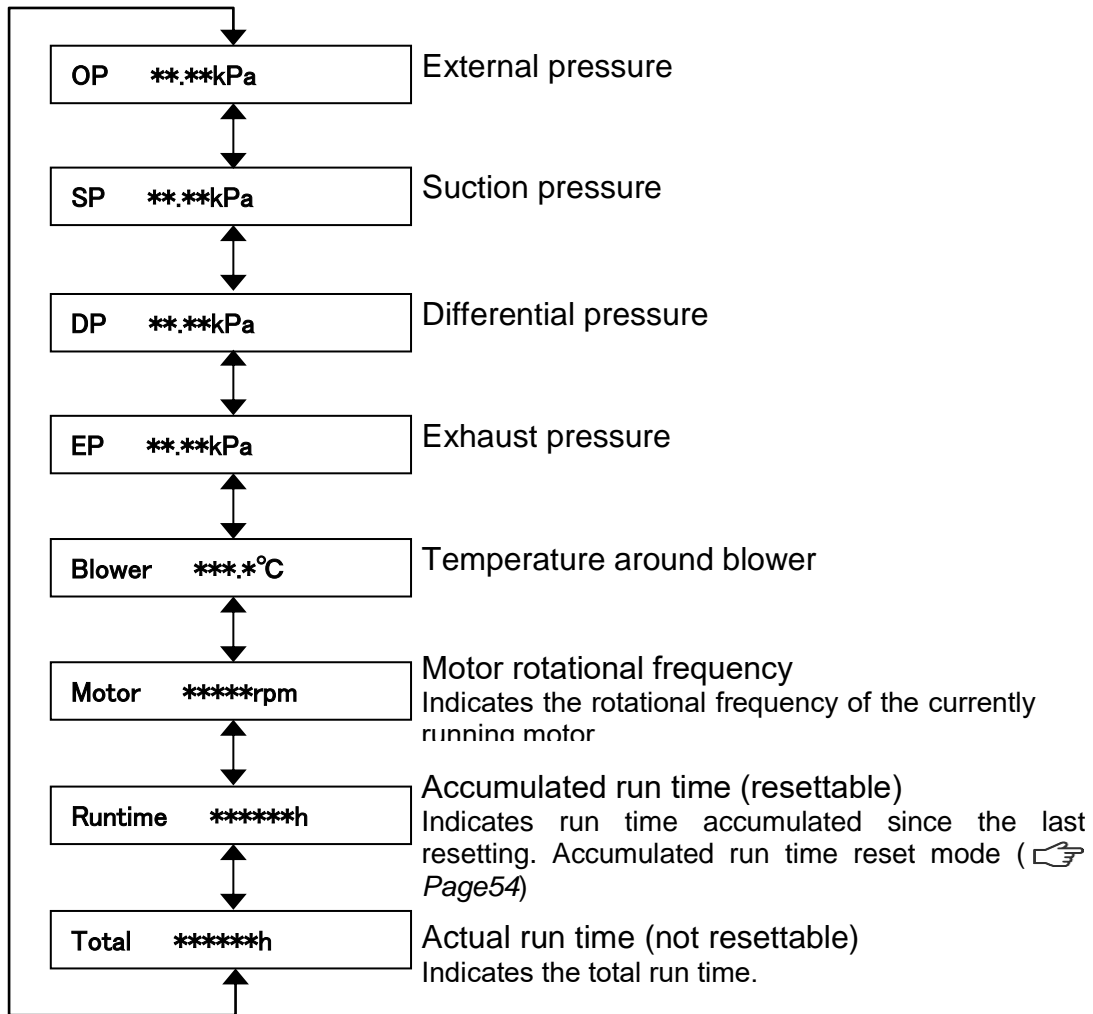 OP **.**kPa
External pressure
SP **.**kPa
Suction pressure
DP **.**kPa
Differential pressure
EP **.**kPa
Exhaust pressure
Blower ***.*℃
Temperature around blower
Motor *****rpm
Motor rotational frequency
Indicates the rotational frequency of the currently
running motor
Runtime ******h
Accumulated run time (resettable)
Indicates run time accumulated since the last
resetting. Accumulated run time reset mode (☞
Page54)
Total ******h
Actual run time (not resettable)
Indicates the total run time.